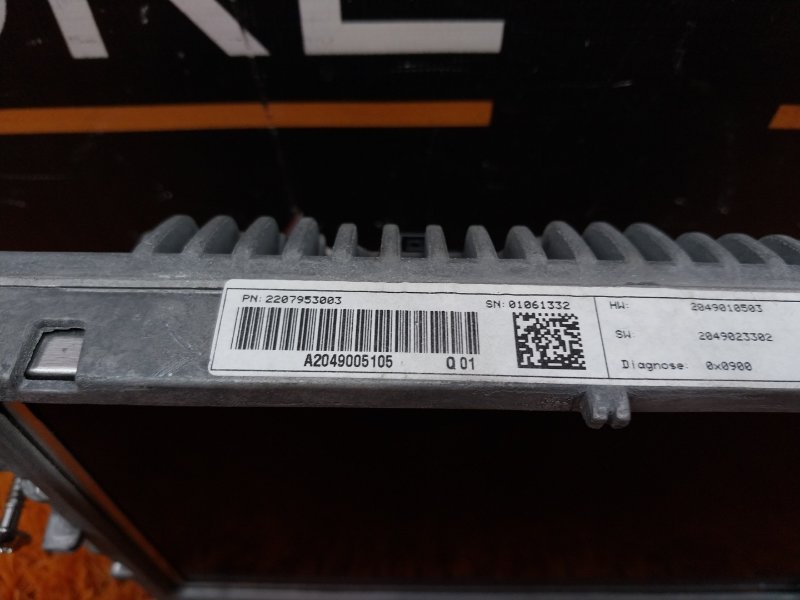 PN: 2207953003
SN: 01061332
A2049005105 Q 01
HW: 2049010503
SW: 2049023302
Diagnose: 0x0900